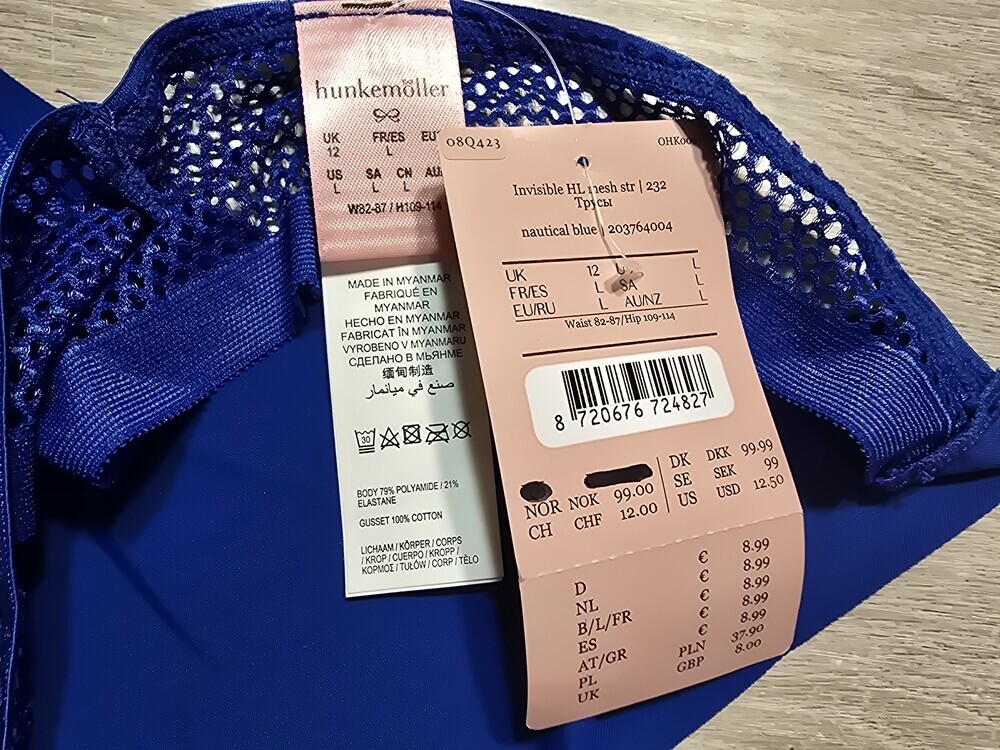 hunkemöller
UK FR/ES EU
12 L
US SA CN AU
L L L L
W82-87 / H109-114
MADE IN MYANMAR
FABRIQUÉ EN
MYANMAR
HECHO EN MYANMAR
FABRICAT ÎN MYANMAR
VYROBENO V MYANMARU
СДЕЛАНО В МЬЯНМЕ
缅甸制造
صنع في ميانمار
30
BODY 79% POLYAMIDE / 21%
ELASTANE
GUSSET 100% COTTON
LICHAAM / KÖRPER / CORPS
/ KROP / CUERPO / KROPP /
ΚΟΡΜΟΣ / TUŁÓW / CORP / TĚLO
08Q423
Invisible HL mesh str | 232
Трусы
nautical blue | 203764004
UK 12 L
FR/ES L SA L
EU/RU L AU/NZ L
Waist 82-87/Hip 109-114
8 720676 724827
NOR NOK 99.00
CH CHF 12.00
DK DKK 99.99
SE SEK 99
US USD 12.50
D € 8.99
NL € 8.99
B/L/FR € 8.99
ES € 8.99
AT/GR € 8.99
PL PLN 37.90
UK GBP 8.00